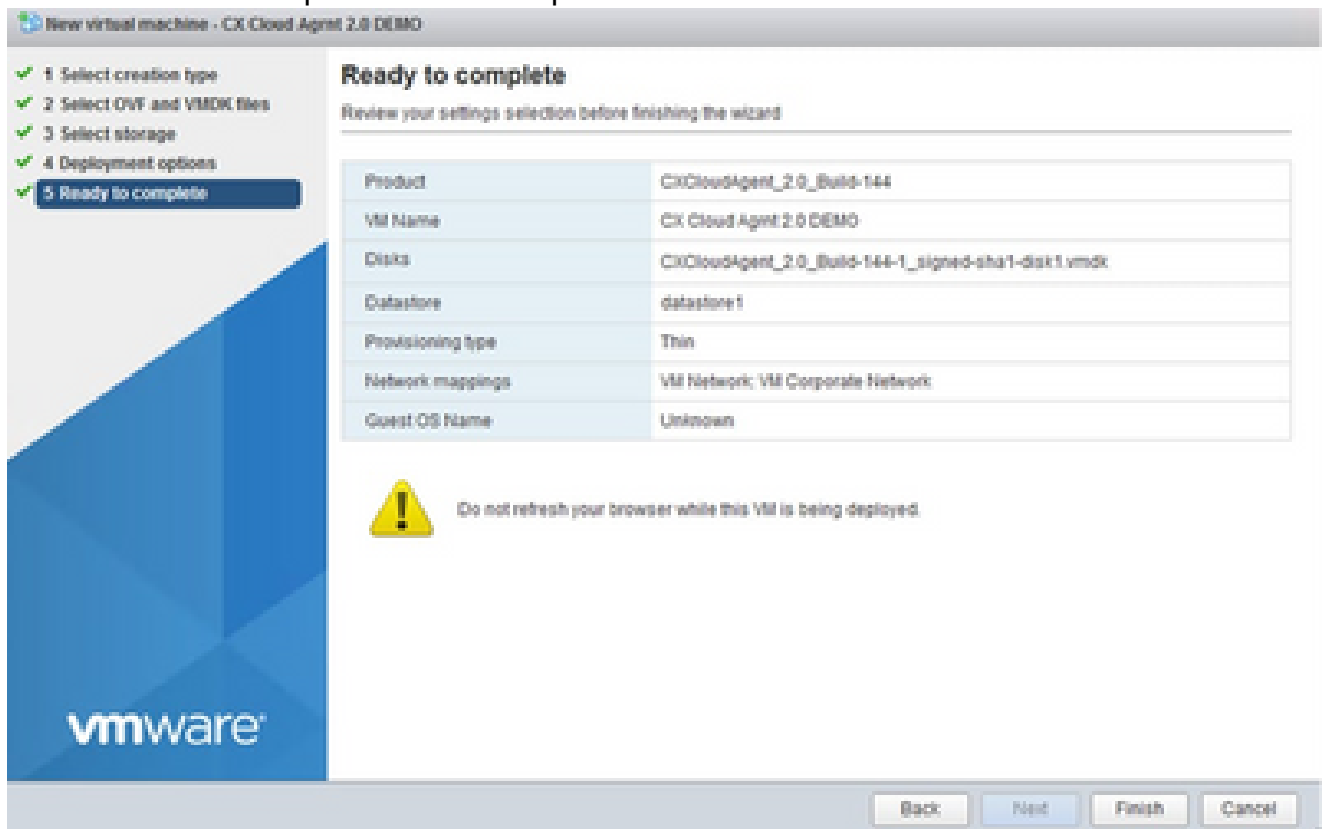 New virtual machine - CX Cloud Agmt 2.0 DEMO
1 Select creation type
2 Select OVF and VMDK files
3 Select storage
4 Deployment options
5 Ready to complete
Ready to complete
Review your settings selection before finishing the wizard
Product CXCloudAgent_2.0_Build-144
VM Name CX Cloud Agmt 2.0 DEMO
Disks CXCloudAgent_2.0_Build-144-1_signed-sha1-disk1.vmdk
Datastore datastore1
Provisioning type Thin
Network mappings VM Network: VM Corporate Network
Guest OS Name Unknown
Do not refresh your browser while this VM is being deployed.
vmware
Back Next Finish Cancel